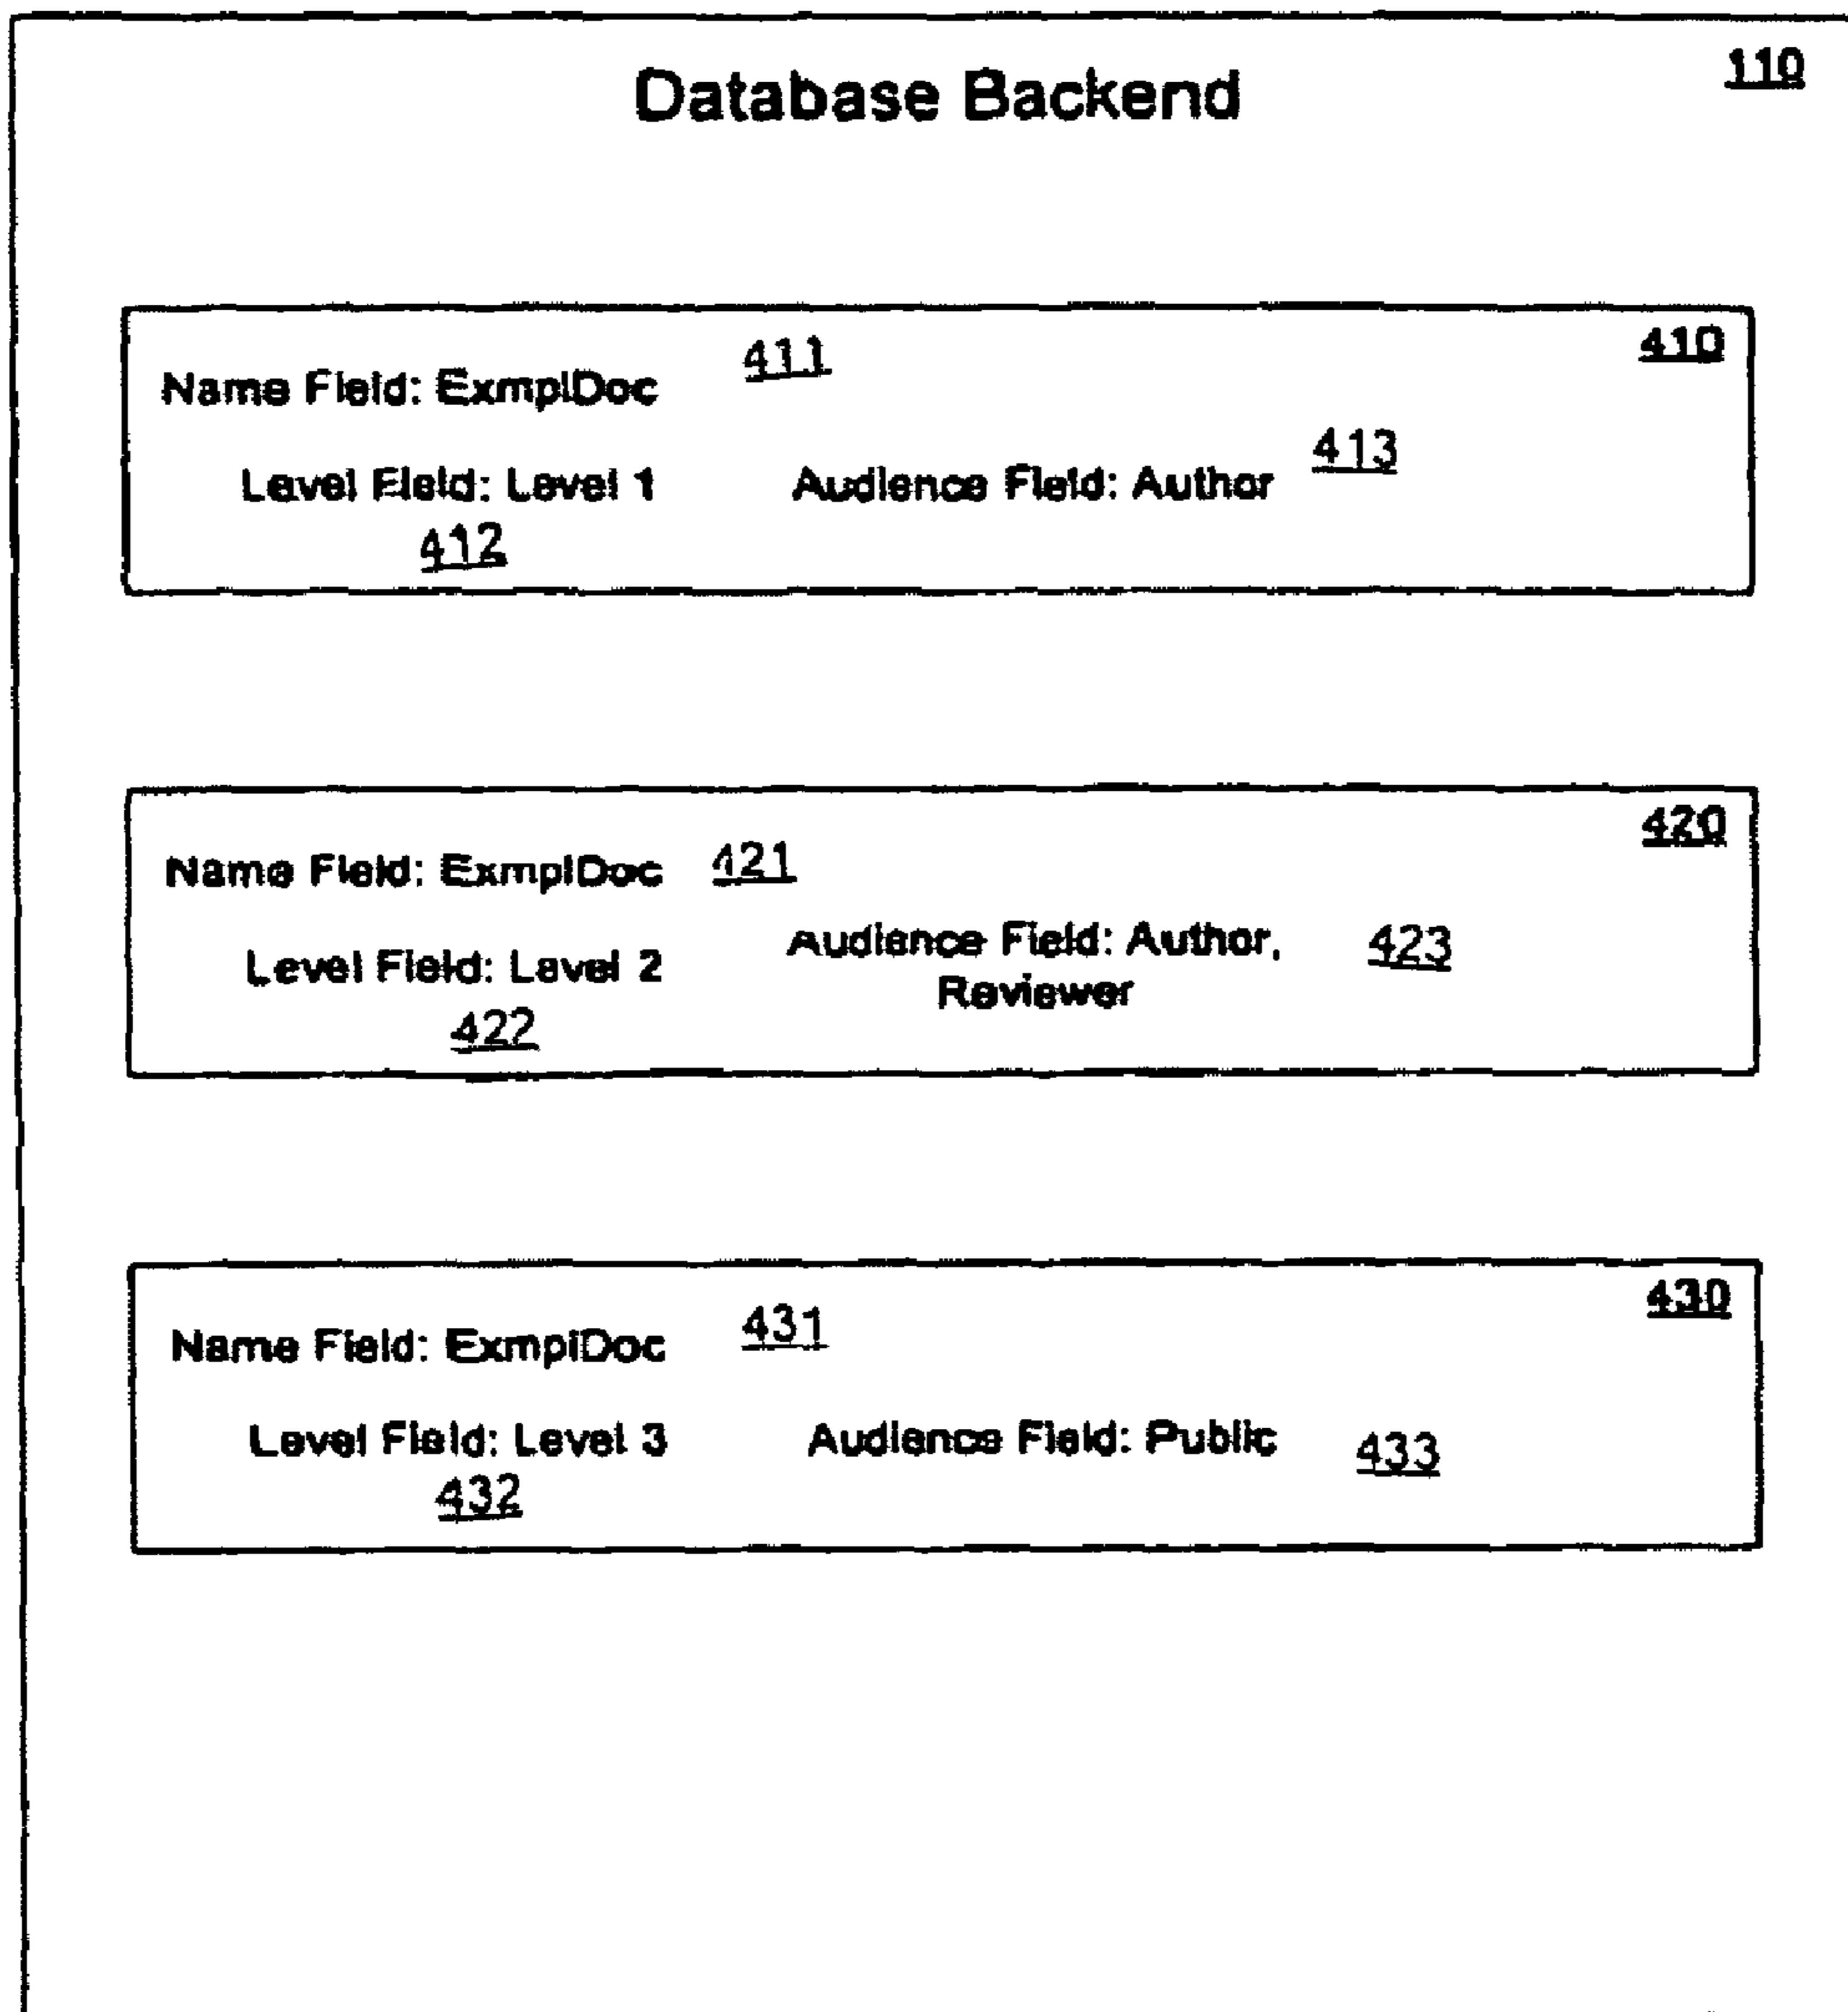 Database Backend 110
Name Field: ExmplDoc 411 410
Level Field: Level 1 Audience Field: Author 413
412
Name Field: ExmplDoc 421 420
Level Field: Level 2 Audience Field: Author, 423
Reviewer
422
Name Field: ExmplDoc 431 430
Level Field: Level 3 Audience Field: Public 433
432